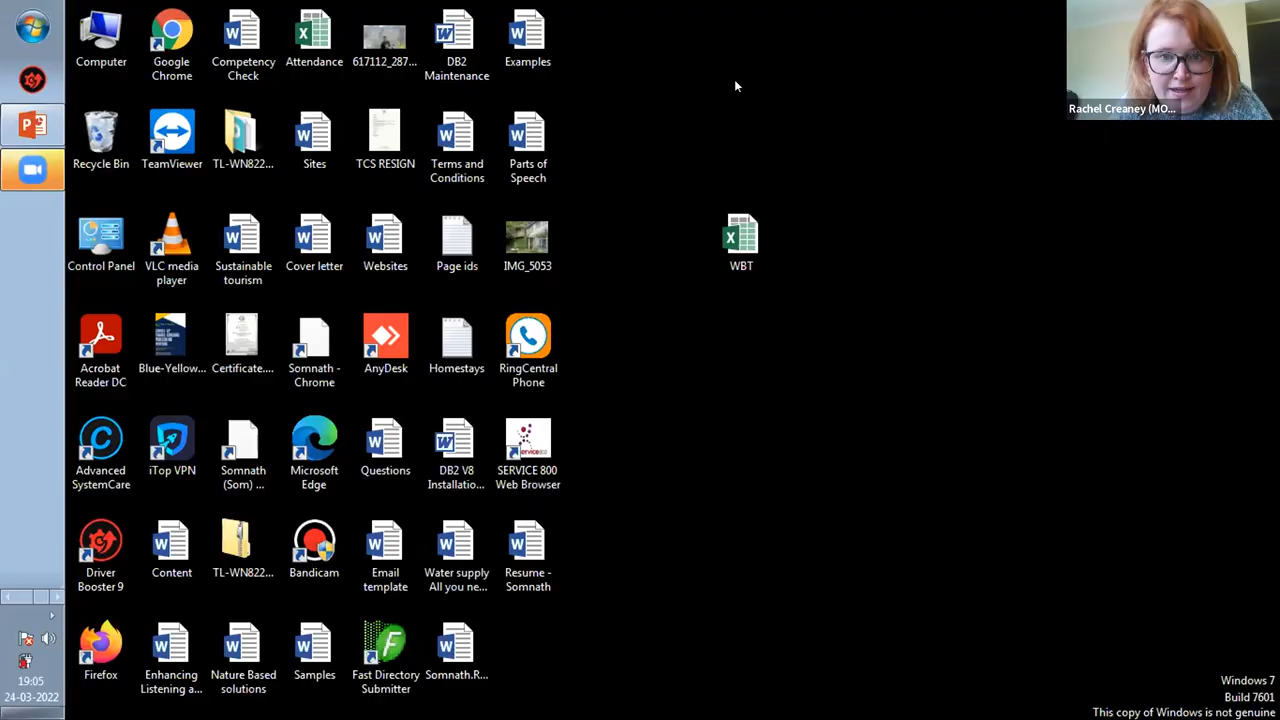 Computer
Google
Chrome
Competency
Check
Attendance
617112_287...
DB2
Maintenance
Examples
Rachel Creaney (MO...
Recycle Bin
TeamViewer
TL-WN822...
Sites
TCS RESIGN
Terms and
Conditions
Parts of
Speech
Control Panel
VLC media
player
Sustainable
tourism
Cover letter
Websites
Page ids
IMG_5053
WBT
Acrobat
Reader DC
Blue-Yellow...
Certificate....
Somnath -
Chrome
AnyDesk
Homestays
RingCentral
Phone
Advanced
SystemCare
iTop VPN
Somnath
(Som) ...
Microsoft
Edge
Questions
DB2 V8
Installatio...
SERVICE 800
Web Browser
Driver
Booster 9
Content
TL-WN822...
Bandicam
Email
template
Water supply
All you ne...
Resume -
Somnath
Firefox
Enhancing
Listening a...
Nature Based
solutions
Samples
Fast Directory
Submitter
Somnath.R...
19:05
24-03-2022
Windows 7
Build 7601
This copy of Windows is not genuine